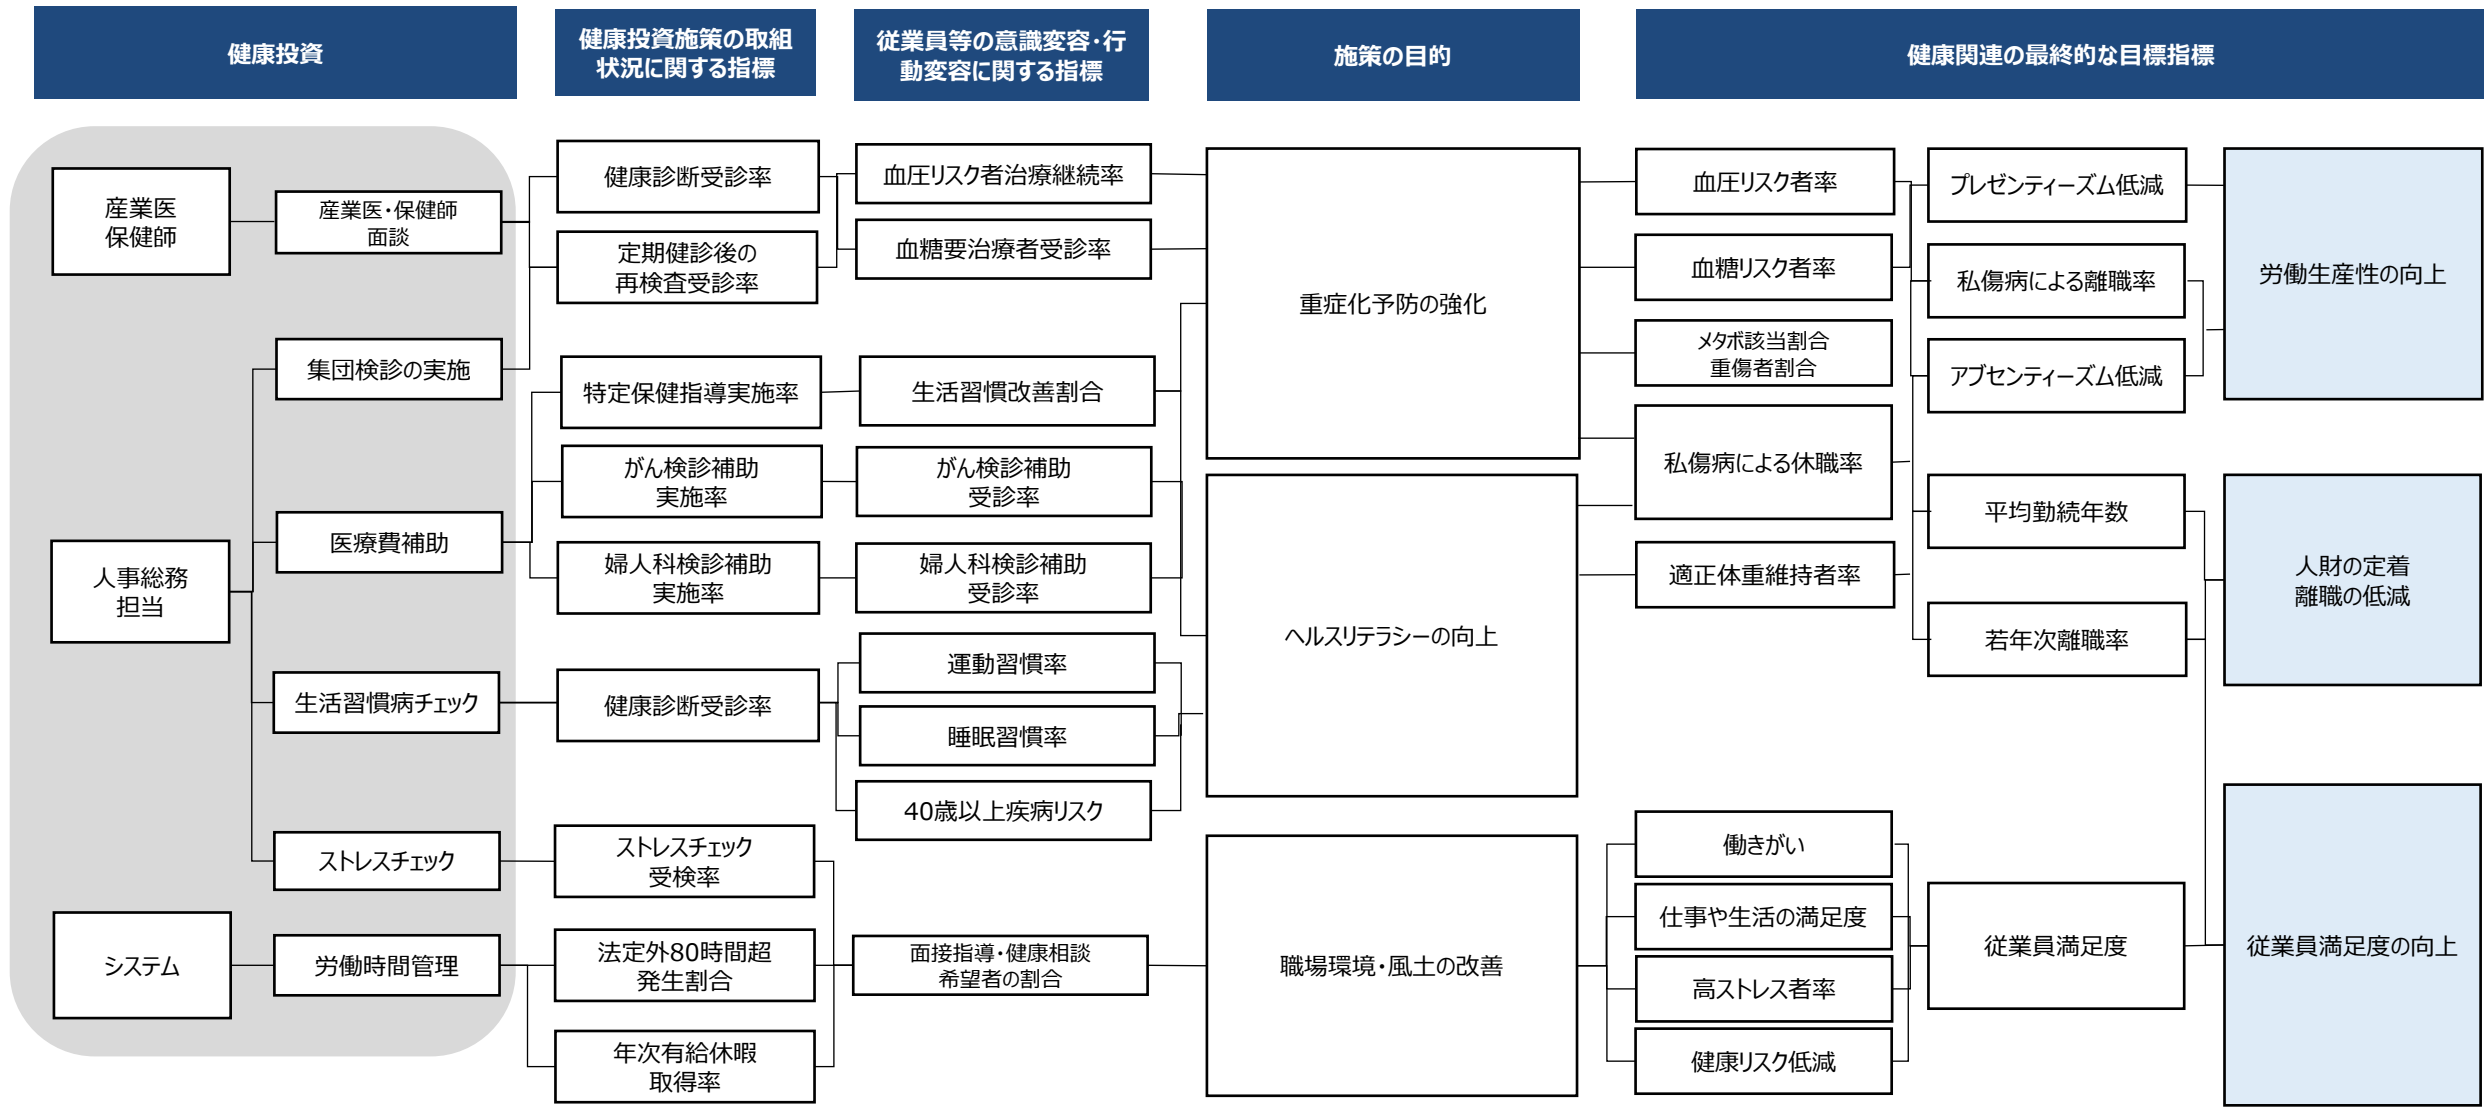 健康投資
健康投資施策の取組
状況に関する指標
従業員等の意識変容・行
動変容に関する指標
施策の目的
健康関連の最終的な目標指標
産業医
保健師
人事総務
担当
システム
産業医・保健師
面談
集団検診の実施
医療費補助
生活習慣病チェック
ストレスチェック
労働時間管理
健康診断受診率
定期健診後の
再検査受診率
特定保健指導実施率
がん検診補助
実施率
婦人科検診補助
実施率
健康診断受診率
ストレスチェック
受検率
法定外80時間超
発生割合
年次有給休暇
取得率
血圧リスク者治療継続率
血糖要治療者受診率
生活習慣改善割合
がん検診補助
受診率
婦人科検診補助
受診率
運動習慣率
睡眠習慣率
40歳以上疾病リスク
面接指導・健康相談
希望者の割合
重症化予防の強化
ヘルスリテラシーの向上
職場環境・風土の改善
血圧リスク者率
血糖リスク者率
メタボ該当割合
重傷者割合
私傷病による休職率
適正体重維持者率
働きがい
仕事や生活の満足度
高ストレス者率
健康リスク低減
プレゼンティーズム低減
私傷病による離職率
アブセンティーズム低減
平均勤続年数
若年次離職率
従業員満足度
労働生産性の向上
人財の定着
離職の低減
従業員満足度の向上